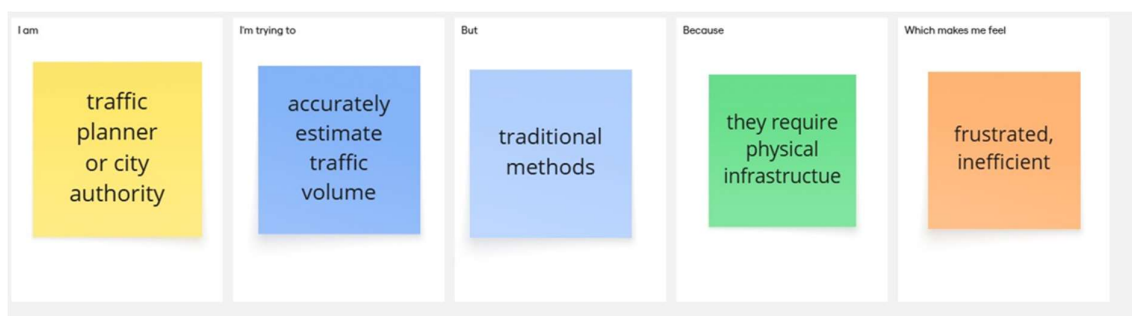 I am
traffic
planner
or city
authority
I'm trying to
accurately
estimate
traffic
volume
But
traditional
methods
Because
they require
physical
infrastructue
Which makes me feel
frustrated,
inefficient